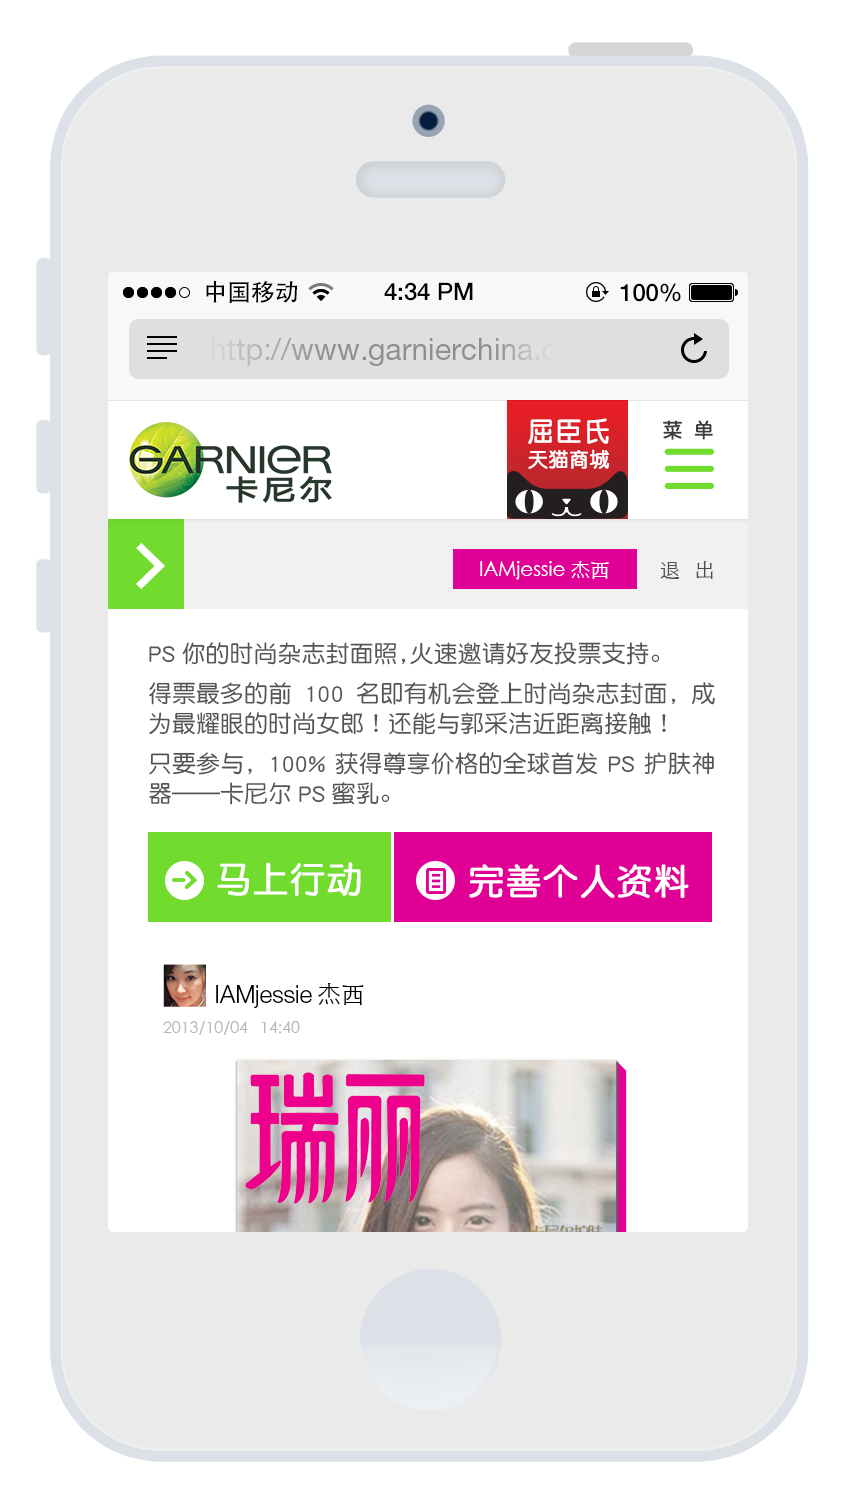 中国移动 4:34 PM 100%
http://www.garnierchina.c
GARNIER
卡尼尔
屈臣氏
天猫商城
菜 单
IAMjessie 杰西 退 出
PS 你的时尚杂志封面照,火速邀请好友投票支持。
得票最多的前 100 名即有机会登上时尚杂志封面，成
为最耀眼的时尚女郎！还能与郭采洁近距离接触！
只要参与，100% 获得尊享价格的全球首发 PS 护肤神
器——卡尼尔 PS 蜜乳。
马上行动 完善个人资料
IAMjessie 杰西
2013/10/04 14:40
瑞丽